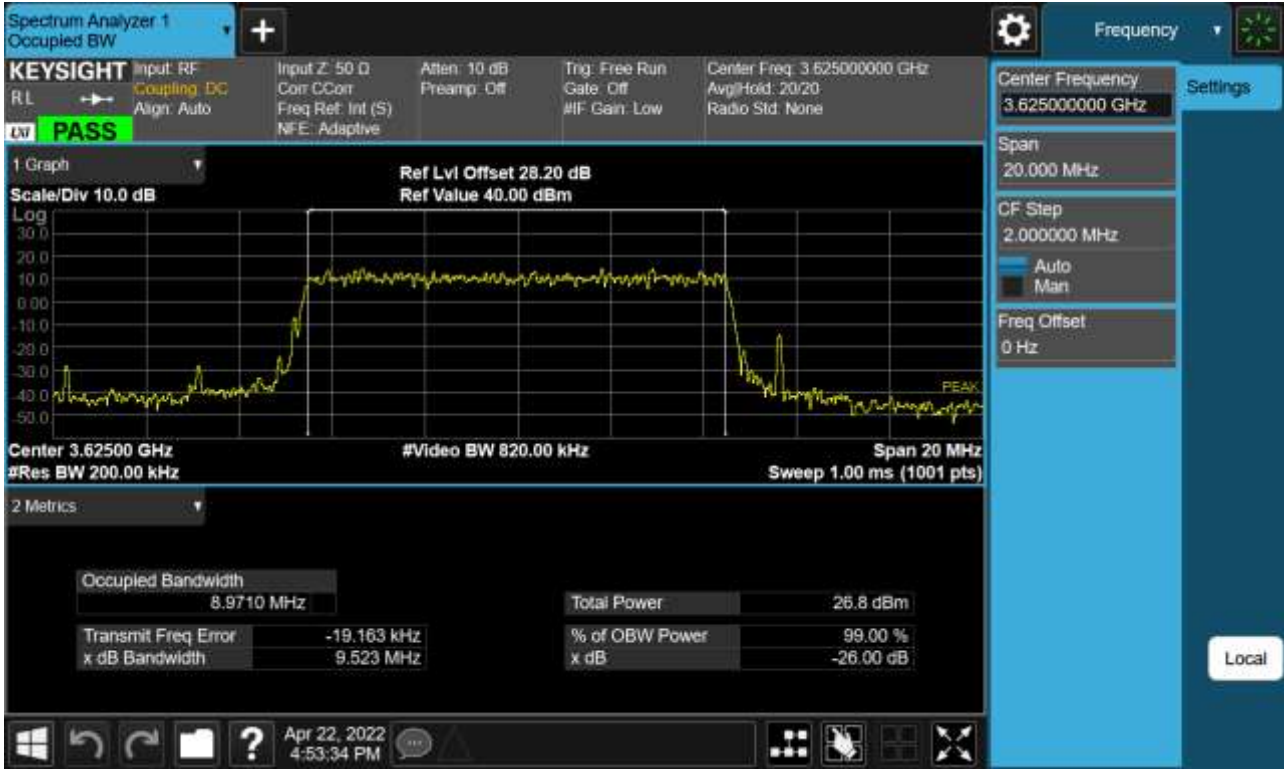 Spectrum Analyzer 1
Occupied BW
+
Frequency
KEYSIGHT
RL
LXI PASS
Input: RF
Coupling: DC
Align: Auto
Input Z: 50 Ω
Corr CCorr
Freq Ref: Int (S)
NFE: Adaptive
Atten: 10 dB
Preamp: Off
Trig: Free Run
Gate: Off
#IF Gain: Low
Center Freq: 3.625000000 GHz
Avg|Hold: 20/20
Radio Std: None
Center Frequency
3.625000000 GHz
Settings
Span
20.000 MHz
CF Step
2.000000 MHz
Auto
Man
Freq Offset
0 Hz
1 Graph
Scale/Div 10.0 dB
Ref Lvl Offset 28.20 dB
Ref Value 40.00 dBm
Log
30.0
20.0
10.0
0.00
-10.0
-20.0
-30.0
-40.0
-50.0
PEAK
Center 3.62500 GHz
#Video BW 820.00 kHz
Span 20 MHz
#Res BW 200.00 kHz
Sweep 1.00 ms (1001 pts)
2 Metrics
Occupied Bandwidth
8.9710 MHz
Total Power 26.8 dBm
Transmit Freq Error -19.163 kHz
% of OBW Power 99.00 %
x dB Bandwidth 9.523 MHz
x dB -26.00 dB
Local
?
Apr 22, 2022
4:53:34 PM